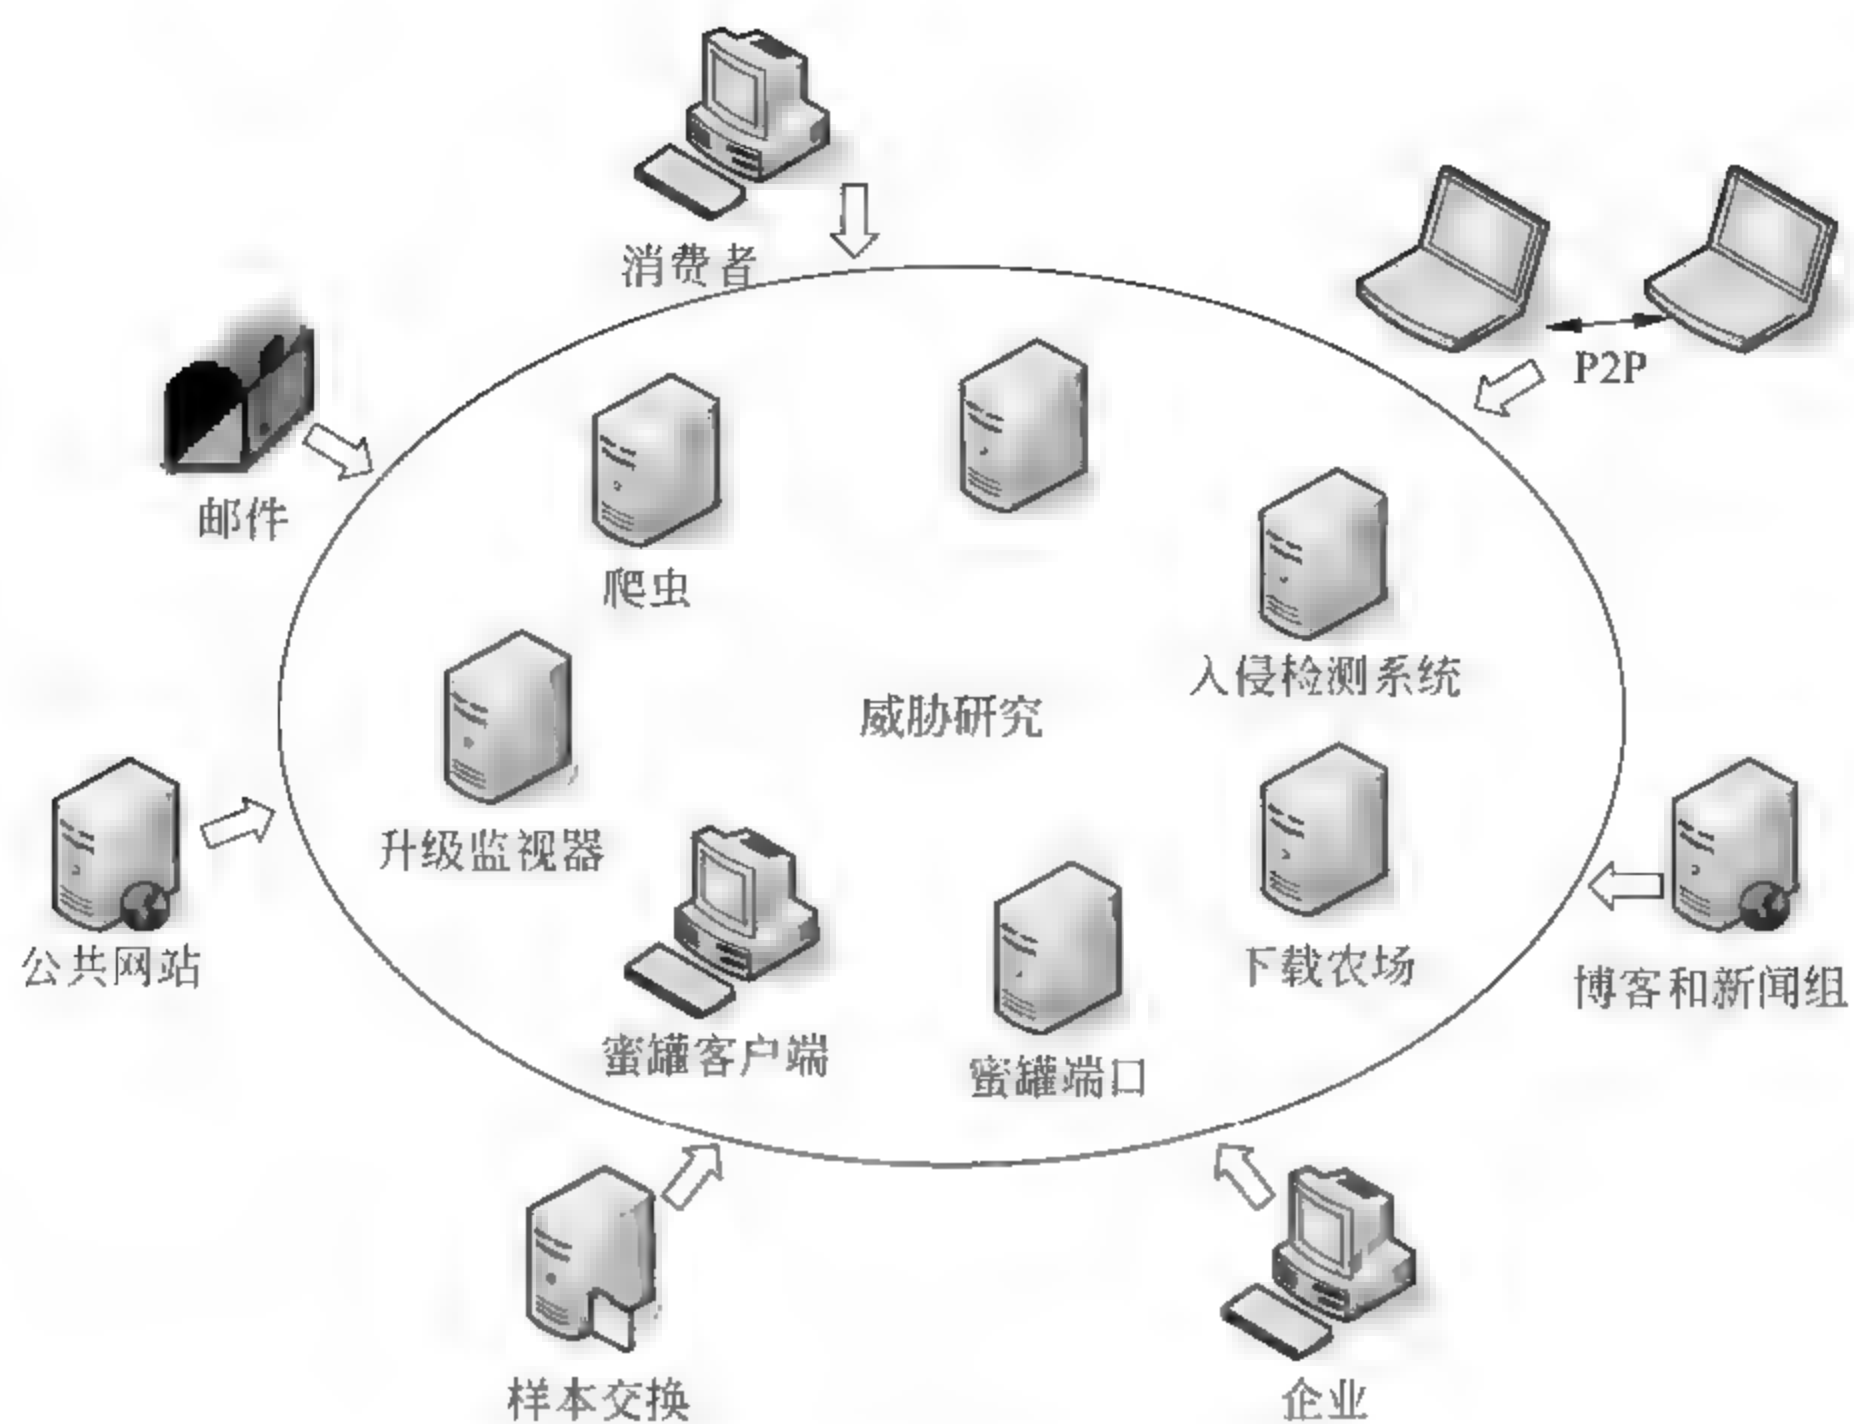 消费者
P2P
邮件
爬虫
入侵检测系统
威胁研究
升级监视器
公共网站
下载农场
博客和新闻组
蜜罐客户端
蜜罐端口
样本交换
企业